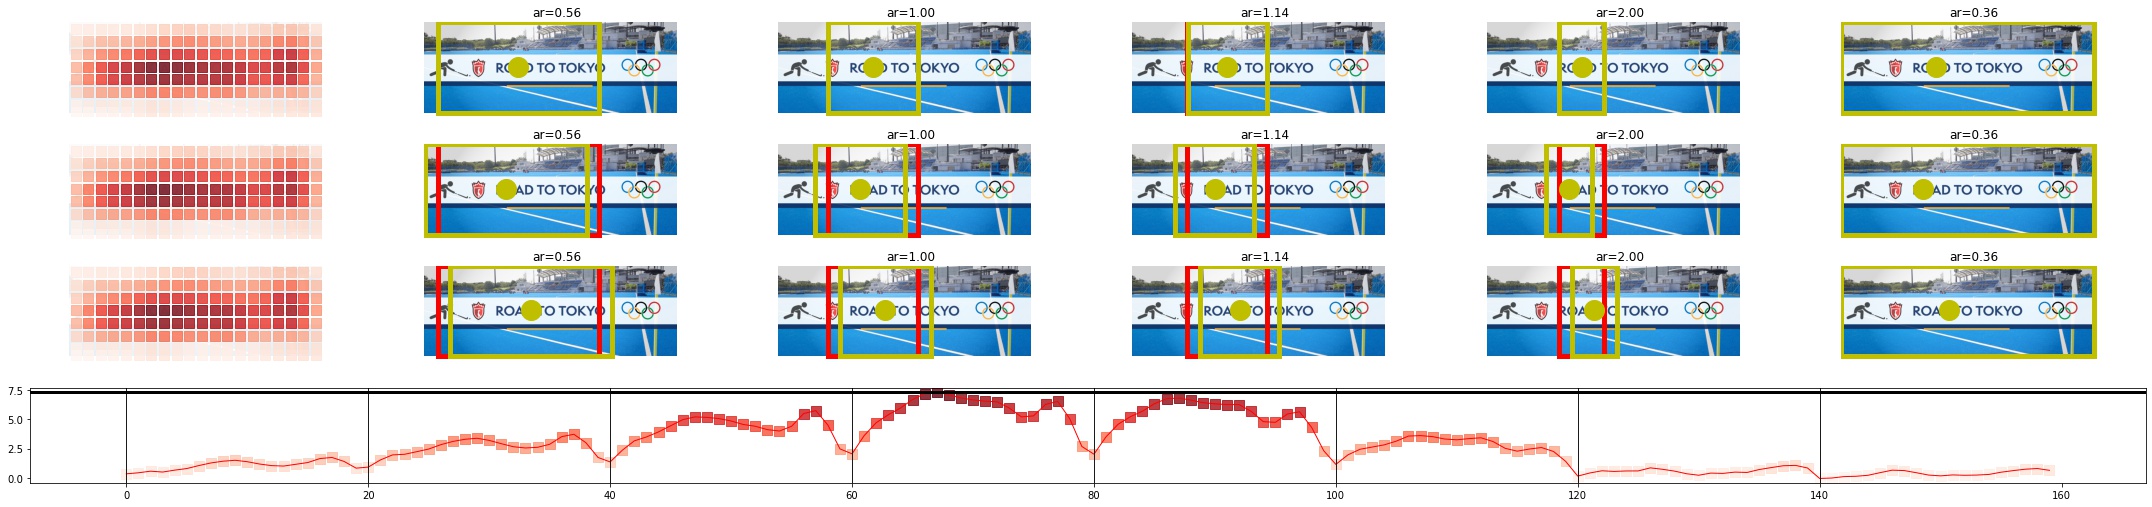 ar=0.56 ar=1.00 ar=1.14 ar=2.00 ar=0.36
ROAD TO TOKYO ROAD TO TOKYO ROAD TO TOKYO ROAD TO TOKYO ROAD TO TOKYO
ar=0.56 ar=1.00 ar=1.14 ar=2.00 ar=0.36
ROAD TO TOKYO ROAD TO TOKYO ROAD TO TOKYO ROAD TO TOKYO ROAD TO TOKYO
ar=0.56 ar=1.00 ar=1.14 ar=2.00 ar=0.36
ROAD TO TOKYO ROAD TO TOKYO ROAD TO TOKYO ROAD TO TOKYO ROAD TO TOKYO
7.5
5.0
2.5
0.0
0 20 40 60 80 100 120 140 160